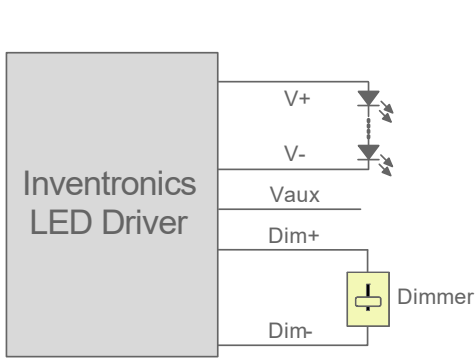 Inventronics
LED Driver
V+
V-
Vaux
Dim+
Dimmer
Dim-